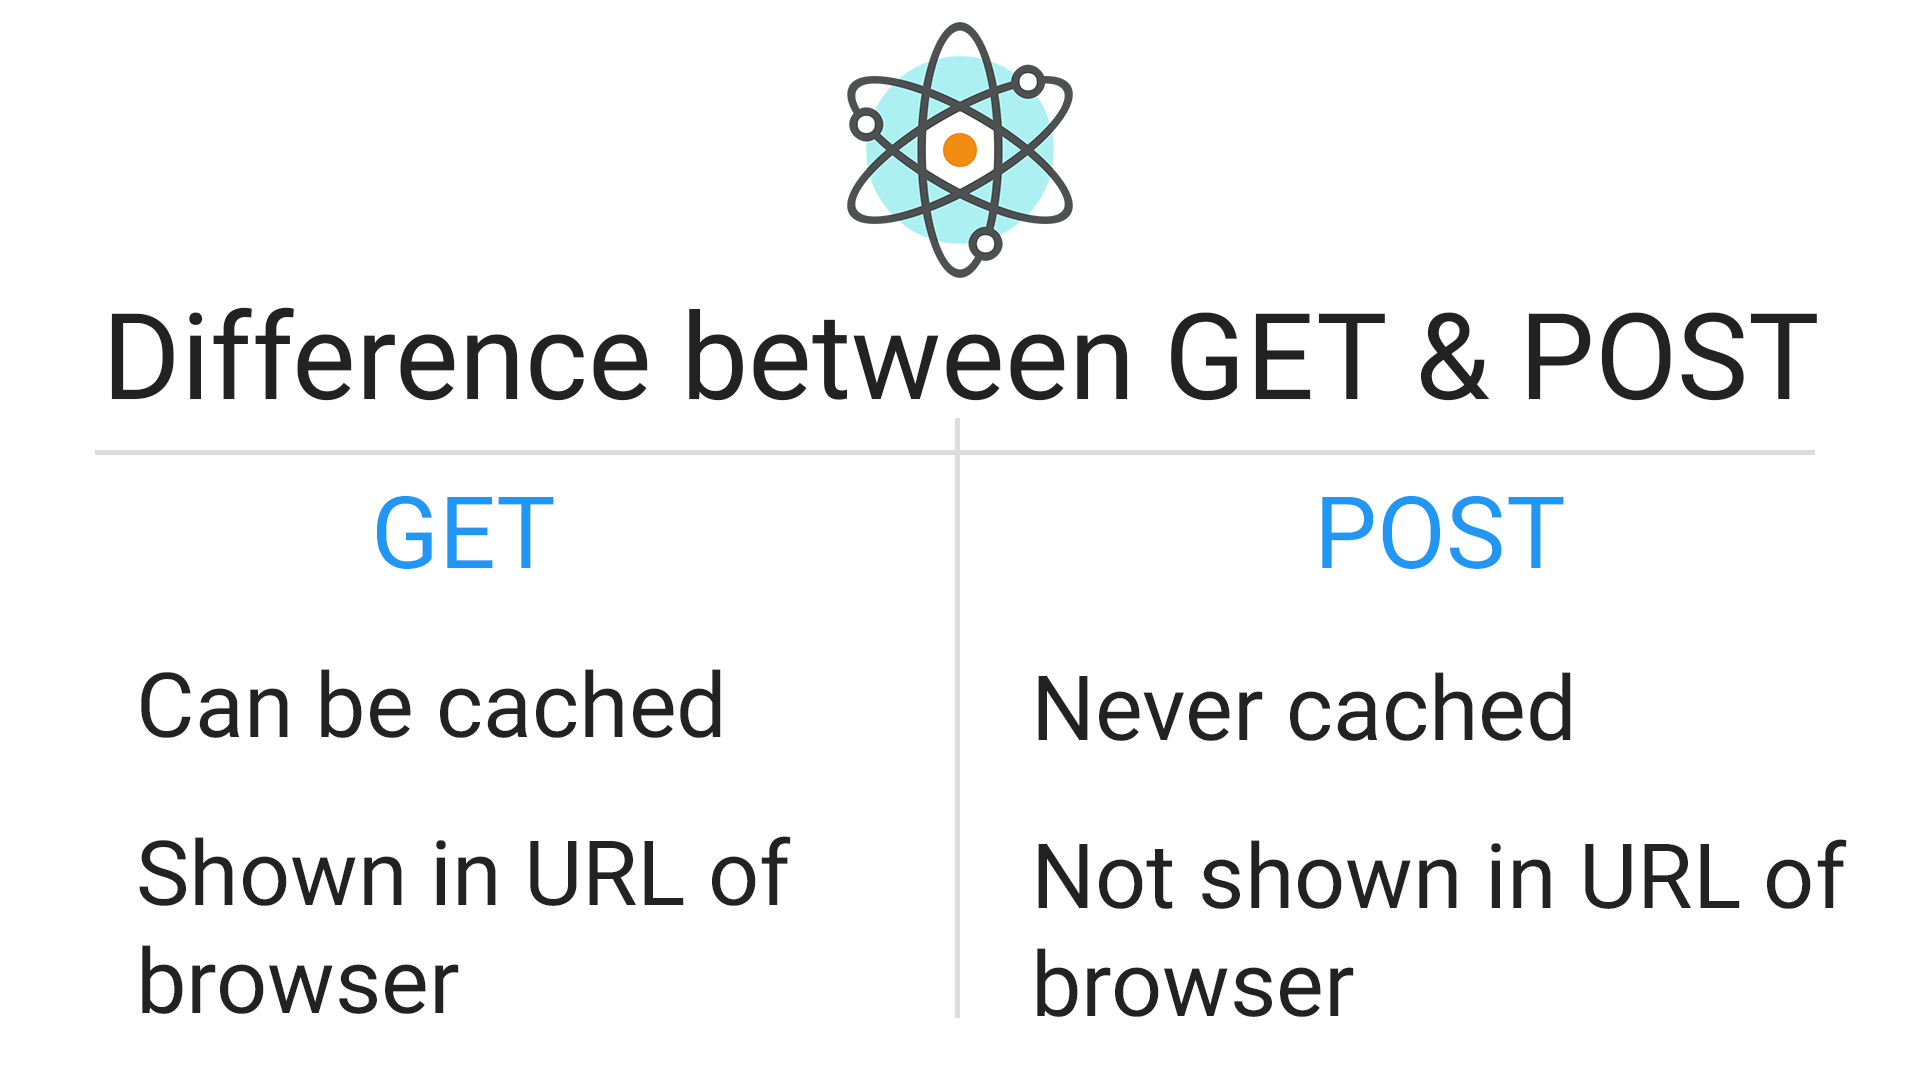 Difference between GET & POST
GET
Can be cached
Shown in URL of
browser
POST
Never cached
Not shown in URL of
browser